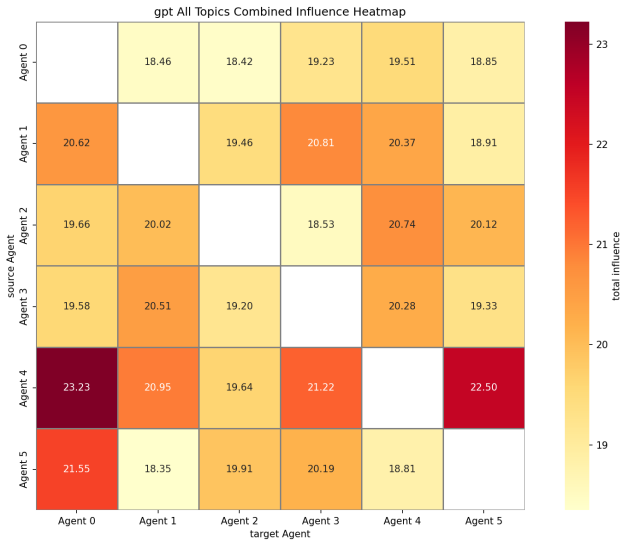 gpt All Topics Combined Influence Heatmap
Agent 0 18.46 18.42 19.23 19.51 18.85
Agent 1 20.62 19.46 20.81 20.37 18.91
Agent 2 19.66 20.02 18.53 20.74 20.12
Agent 3 19.58 20.51 19.20 20.28 19.33
Agent 4 23.23 20.95 19.64 21.22 22.50
Agent 5 21.55 18.35 19.91 20.19 18.81
source Agent
Agent 0 Agent 1 Agent 2 Agent 3 Agent 4 Agent 5
target Agent
23
22
21
20
19
total influence